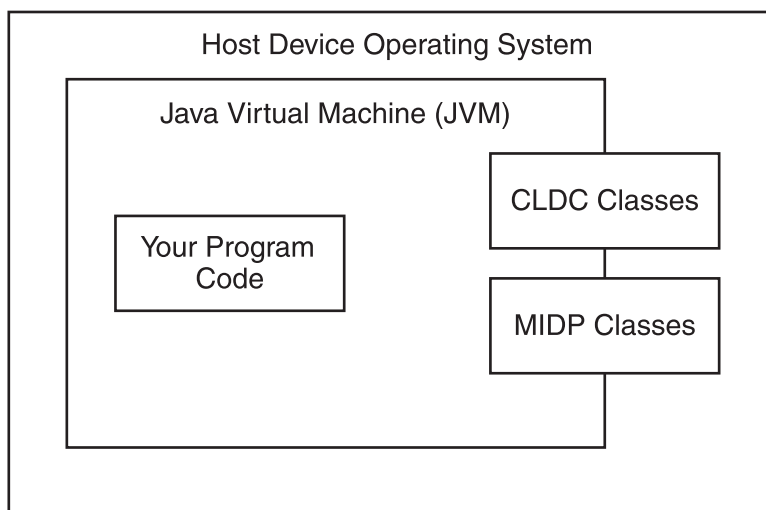 Host Device Operating System
Java Virtual Machine (JVM)
CLDC Classes
Your Program
Code
MIDP Classes